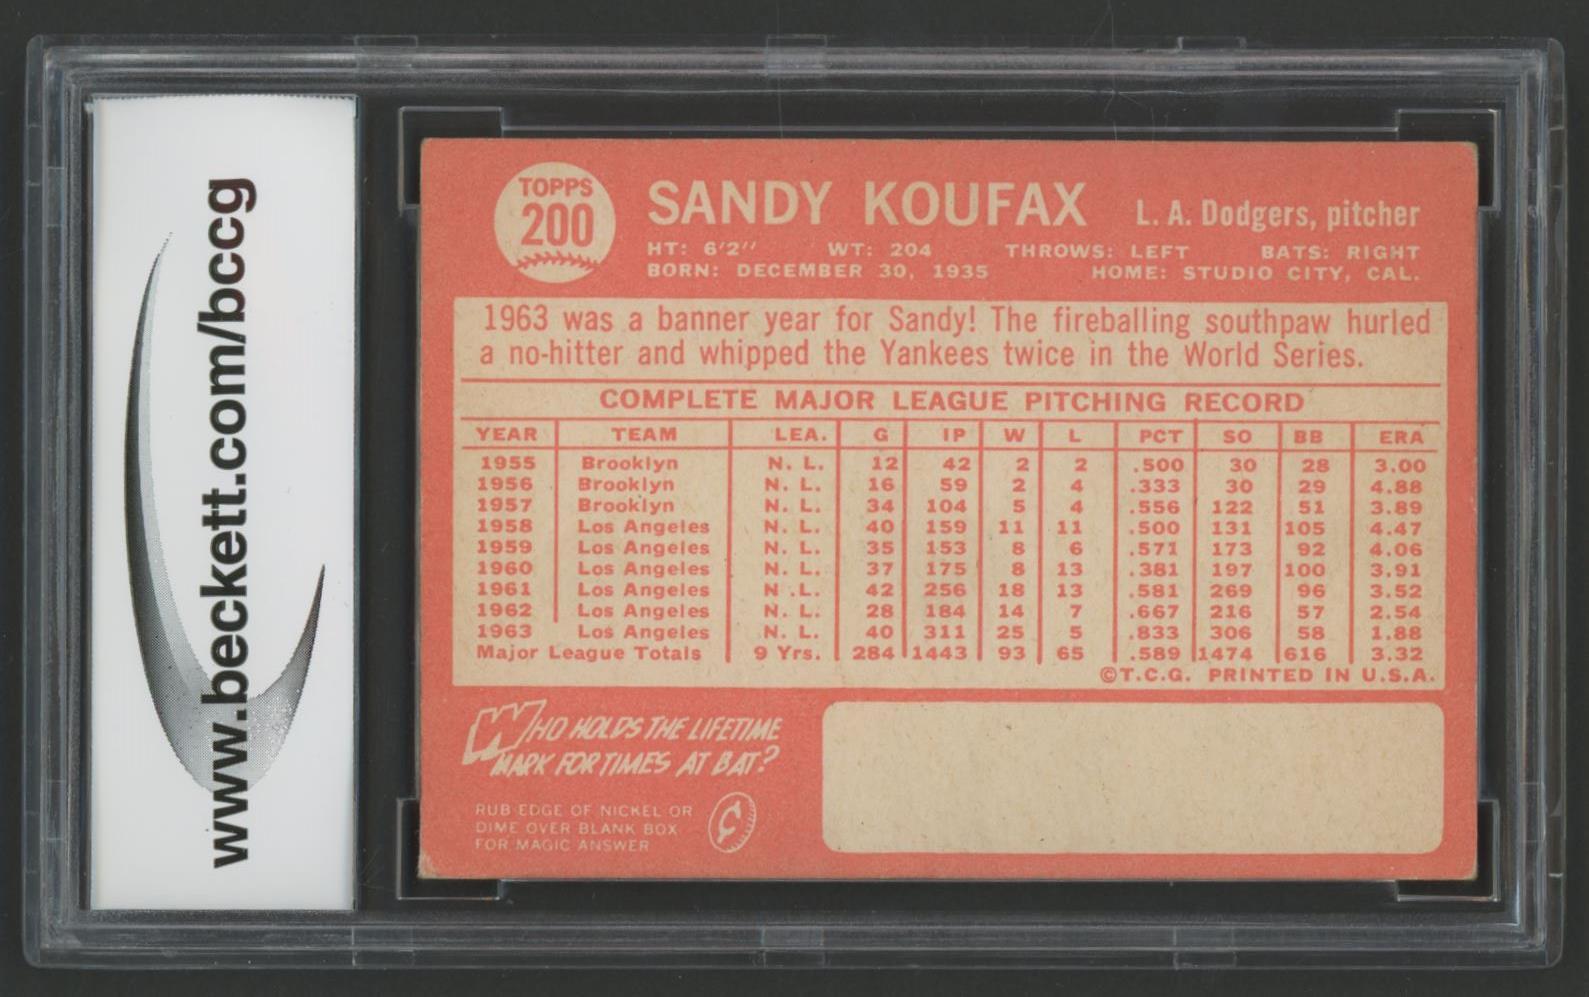 www.beckett.com/bccg
TOPPS
200
SANDY KOUFAX L. A. Dodgers, pitcher
HT: 6'2" WT: 204 THROWS: LEFT BATS: RIGHT
BORN: DECEMBER 30, 1935 HOME: STUDIO CITY, CAL.
1963 was a banner year for Sandy! The fireballing southpaw hurled
a no-hitter and whipped the Yankees twice in the World Series.
COMPLETE MAJOR LEAGUE PITCHING RECORD
YEAR TEAM LEA. G IP W L PCT SO BB ERA
1955 Brooklyn N. L. 12 42 2 2 .500 30 28 3.00
1956 Brooklyn N. L. 16 59 2 4 .333 30 29 4.88
1957 Brooklyn N. L. 34 104 5 4 .556 122 51 3.89
1958 Los Angeles N. L. 40 159 11 11 .500 131 105 4.47
1959 Los Angeles N. L. 35 153 8 6 .571 173 92 4.06
1960 Los Angeles N. L. 37 175 8 13 .381 197 100 3.91
1961 Los Angeles N .L. 42 256 18 13 .581 269 96 3.52
1962 Los Angeles N. L. 28 184 14 7 .667 216 57 2.54
1963 Los Angeles N. L. 40 311 25 5 .833 306 58 1.88
Major League Totals 9 Yrs. 284 1443 93 65 .589 1474 616 3.32
©T.C.G. PRINTED IN U.S.A.
WHO HOLDS THE LIFETIME
MARK FOR TIMES AT BAT?
RUB EDGE OF NICKEL OR
DIME OVER BLANK BOX
FOR MAGIC ANSWER
¢